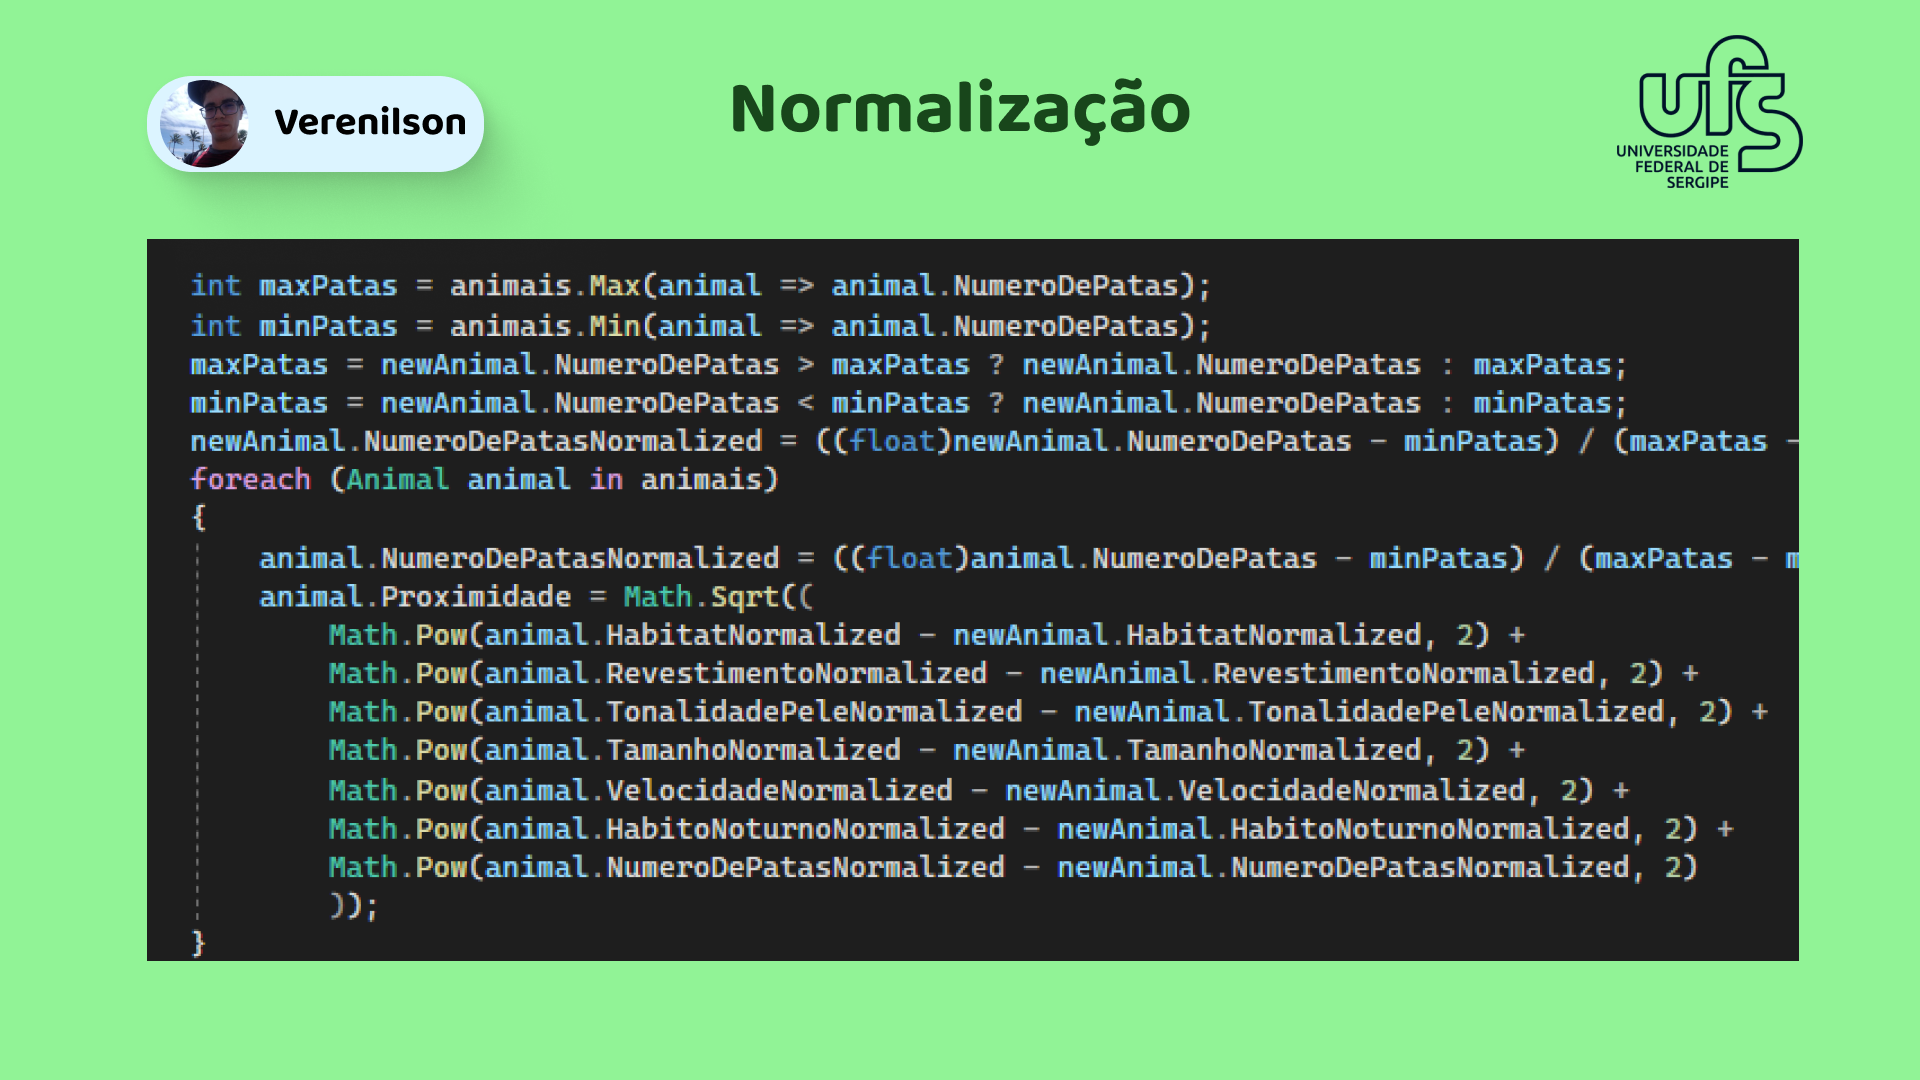 Verenilson
Normalização
ufs
UNIVERSIDADE
FEDERAL DE
SERGIPE
int maxPatas = animais.Max(animal => animal.NumeroDePatas);
int minPatas = animais.Min(animal => animal.NumeroDePatas);
maxPatas = newAnimal.NumeroDePatas > maxPatas ? newAnimal.NumeroDePatas : maxPatas;
minPatas = newAnimal.NumeroDePatas < minPatas ? newAnimal.NumeroDePatas : minPatas;
newAnimal.NumeroDePatasNormalized = ((float)newAnimal.NumeroDePatas - minPatas) / (maxPatas -
foreach (Animal animal in animais)
{
animal.NumeroDePatasNormalized = ((float)animal.NumeroDePatas - minPatas) / (maxPatas - m
animal.Proximidade = Math.Sqrt((
Math.Pow(animal.HabitatNormalized - newAnimal.HabitatNormalized, 2) +
Math.Pow(animal.RevestimentoNormalized - newAnimal.RevestimentoNormalized, 2) +
Math.Pow(animal.TonalidadePeleNormalized - newAnimal.TonalidadePeleNormalized, 2) +
Math.Pow(animal.TamanhoNormalized - newAnimal.TamanhoNormalized, 2) +
Math.Pow(animal.VelocidadeNormalized - newAnimal.VelocidadeNormalized, 2) +
Math.Pow(animal.HabitoNoturnoNormalized - newAnimal.HabitoNoturnoNormalized, 2) +
Math.Pow(animal.NumeroDePatasNormalized - newAnimal.NumeroDePatasNormalized, 2)
));
}